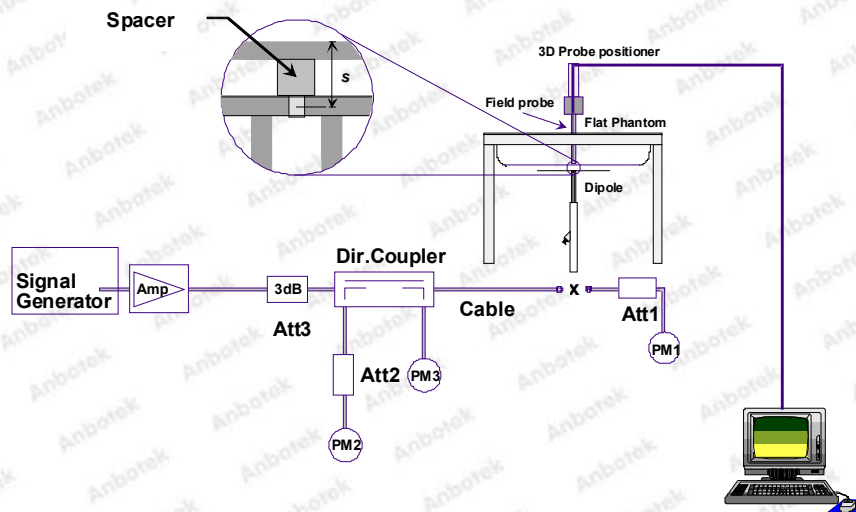 Spacer
s
3D Probe positioner
Field probe
Flat Phantom
Dipole
Signal
Generator
Amp
3dB
Att3
Dir.Coupler
Cable
x
Att1
PM1
Att2
PM3
PM2
Anbotek